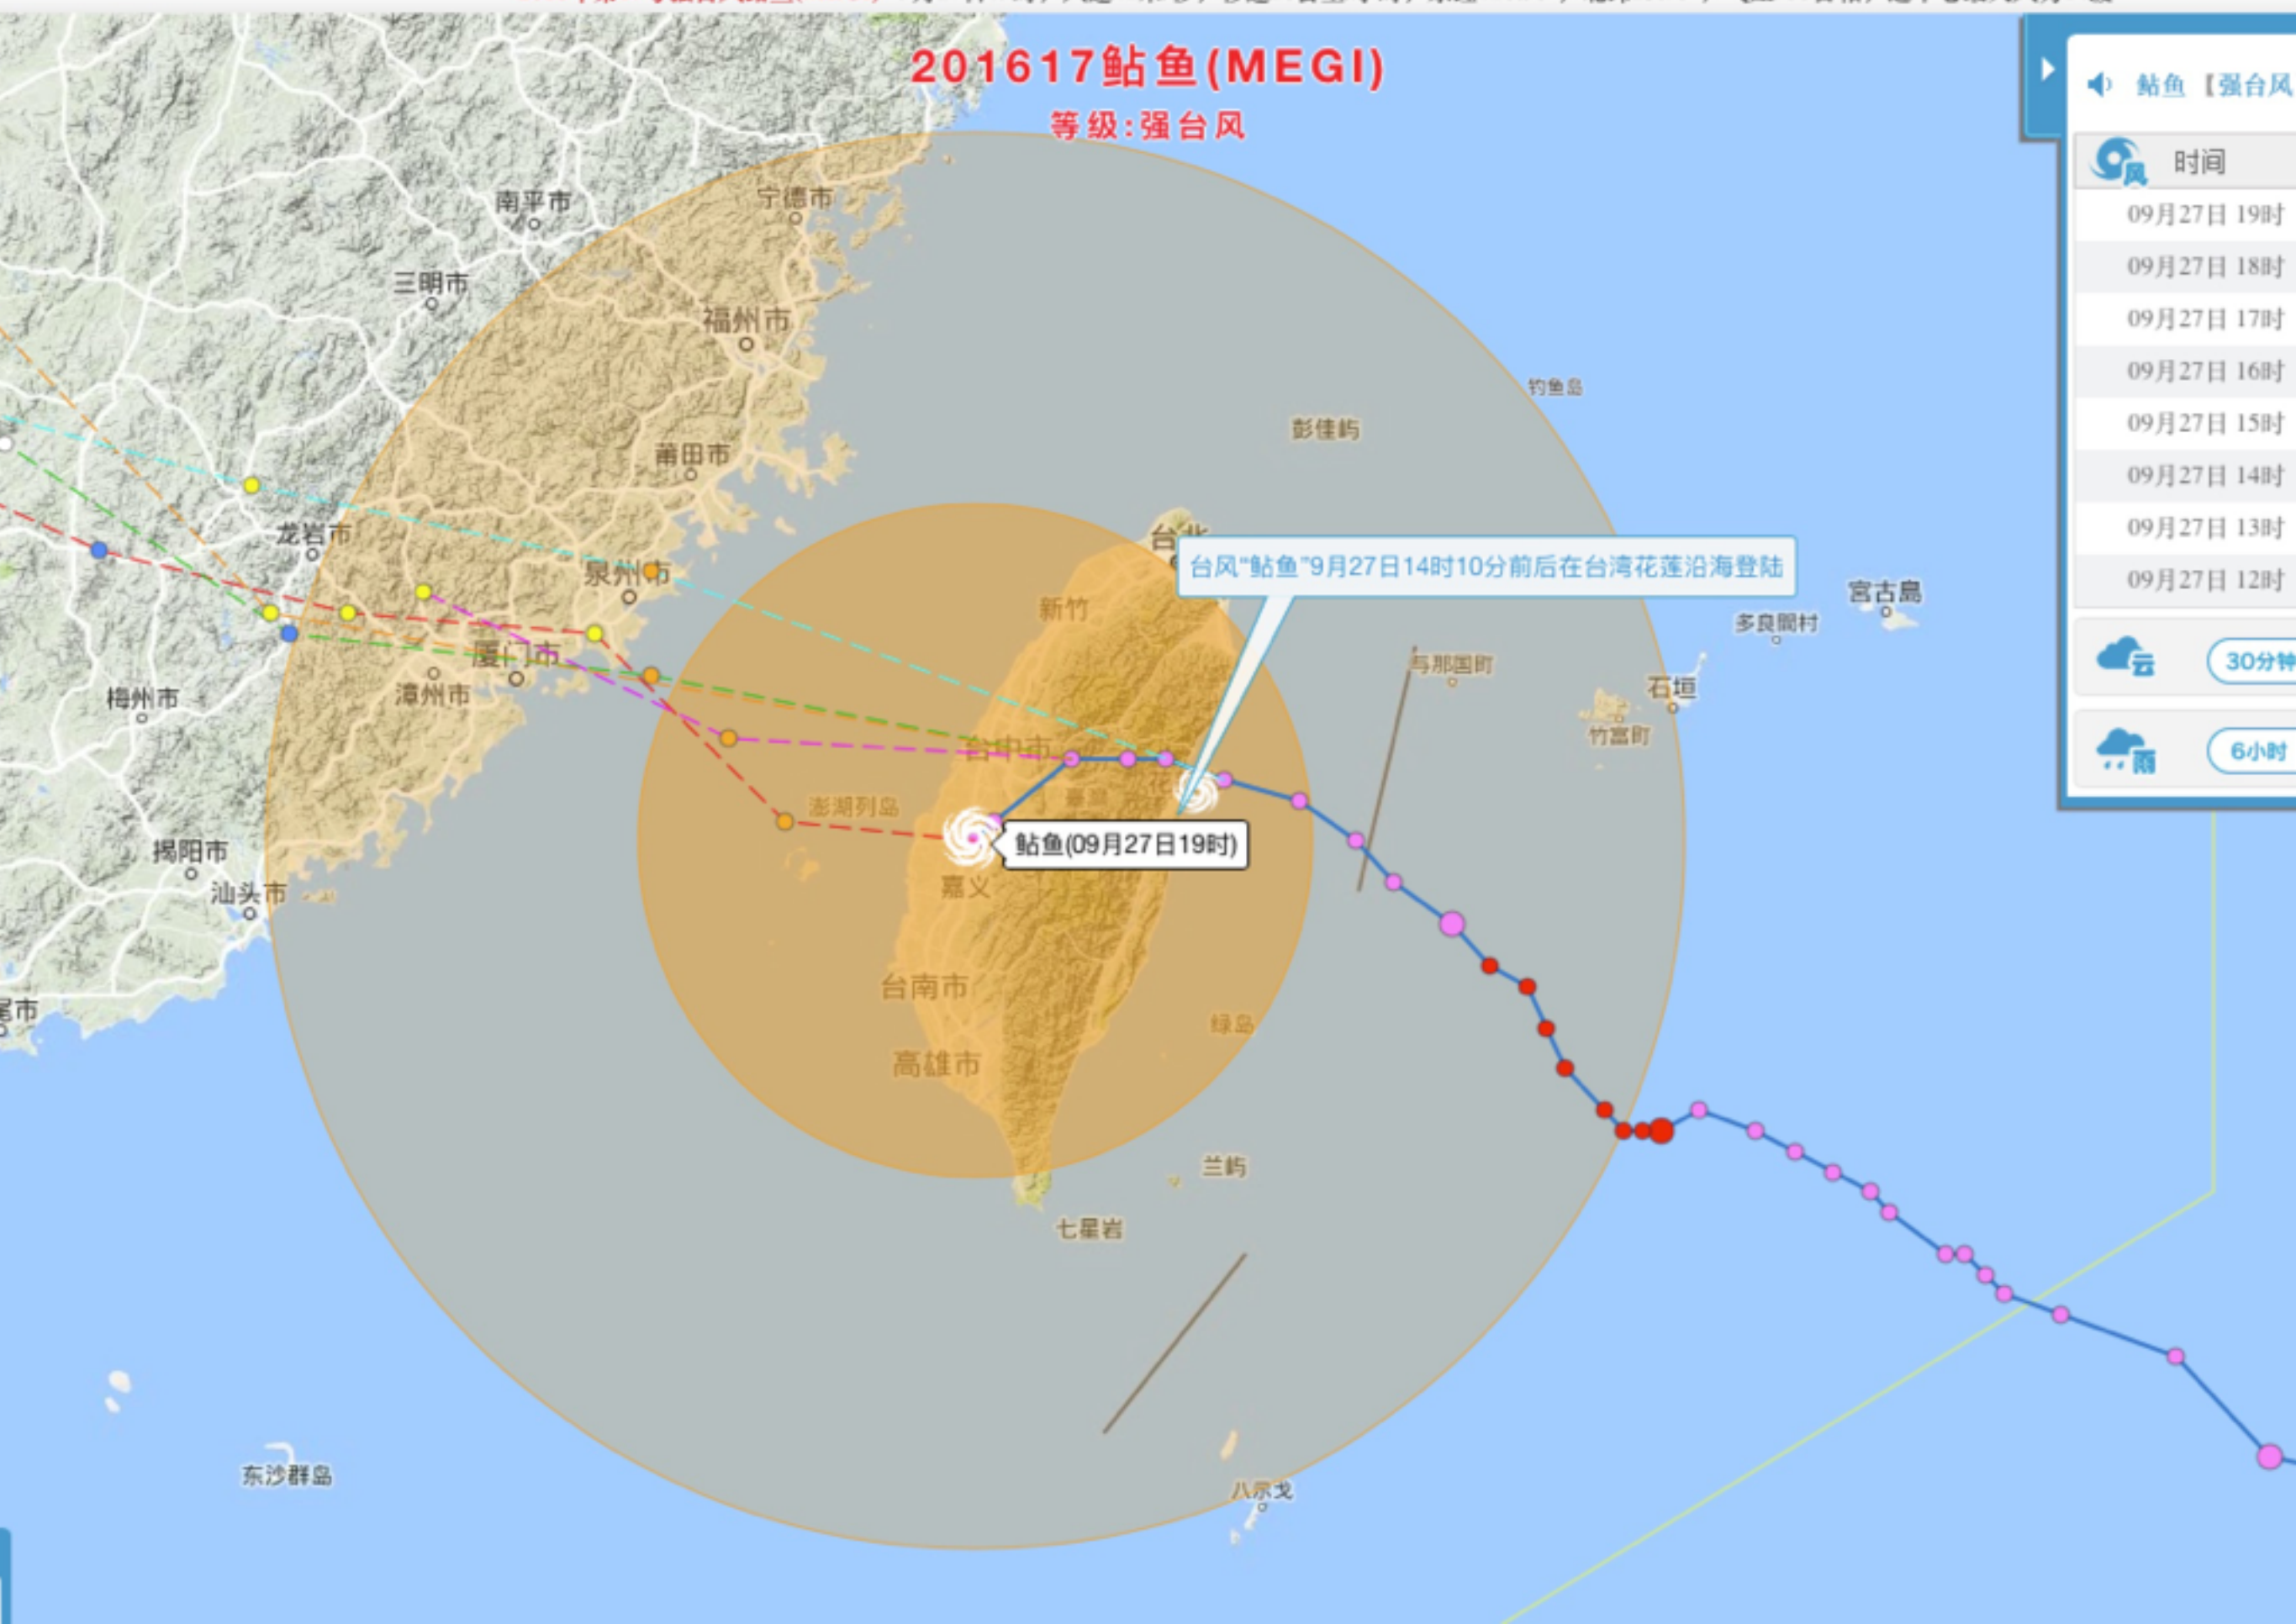 201617鲇鱼(MEGI)
等级:强台风
鲇鱼【强台风
风
时间
09月27日 19时
09月27日 18时
09月27日 17时
09月27日 16时
09月27日 15时
09月27日 14时
09月27日 13时
09月27日 12时
云
30分钟
雨
6小时
宁德市
南平市
三明市
福州市
钓鱼岛
彭佳屿
莆田市
龙岩市
台北
台风“鲇鱼”9月27日14时10分前后在台湾花莲沿海登陆
泉州市
宮古島
新竹
多良間村
厦门市
与那国町
石垣
漳州市
梅州市
竹富町
台中市
花
臺灣
澎湖列岛
鲇鱼(09月27日19时)
揭阳市
嘉义
汕头市
台南市
尾市
绿岛
高雄市
兰屿
七星岩
东沙群岛
八示戈